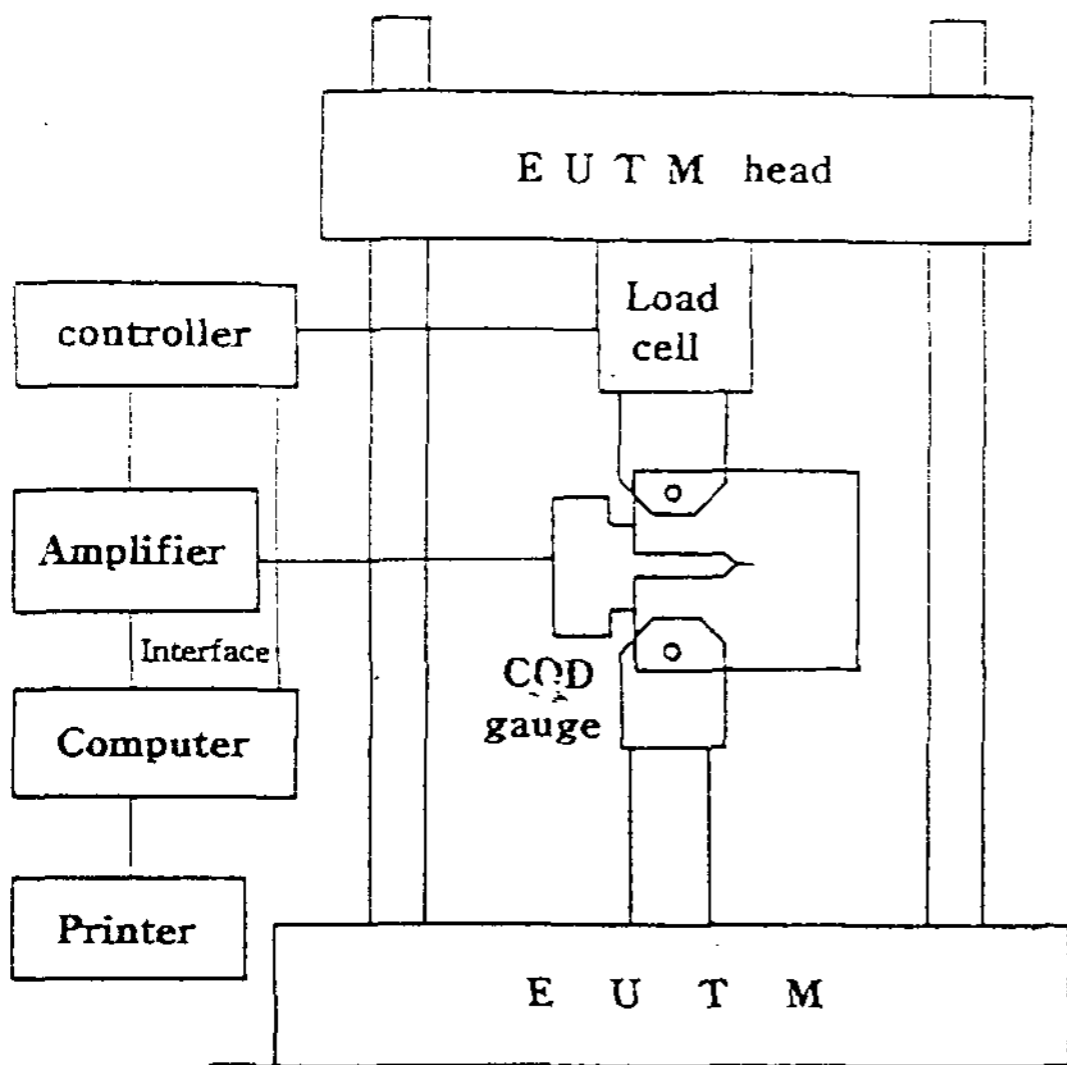 E U T M head
Load
cell
controller
Amplifier
Interface
COD
gauge
Computer
Printer
E U T M